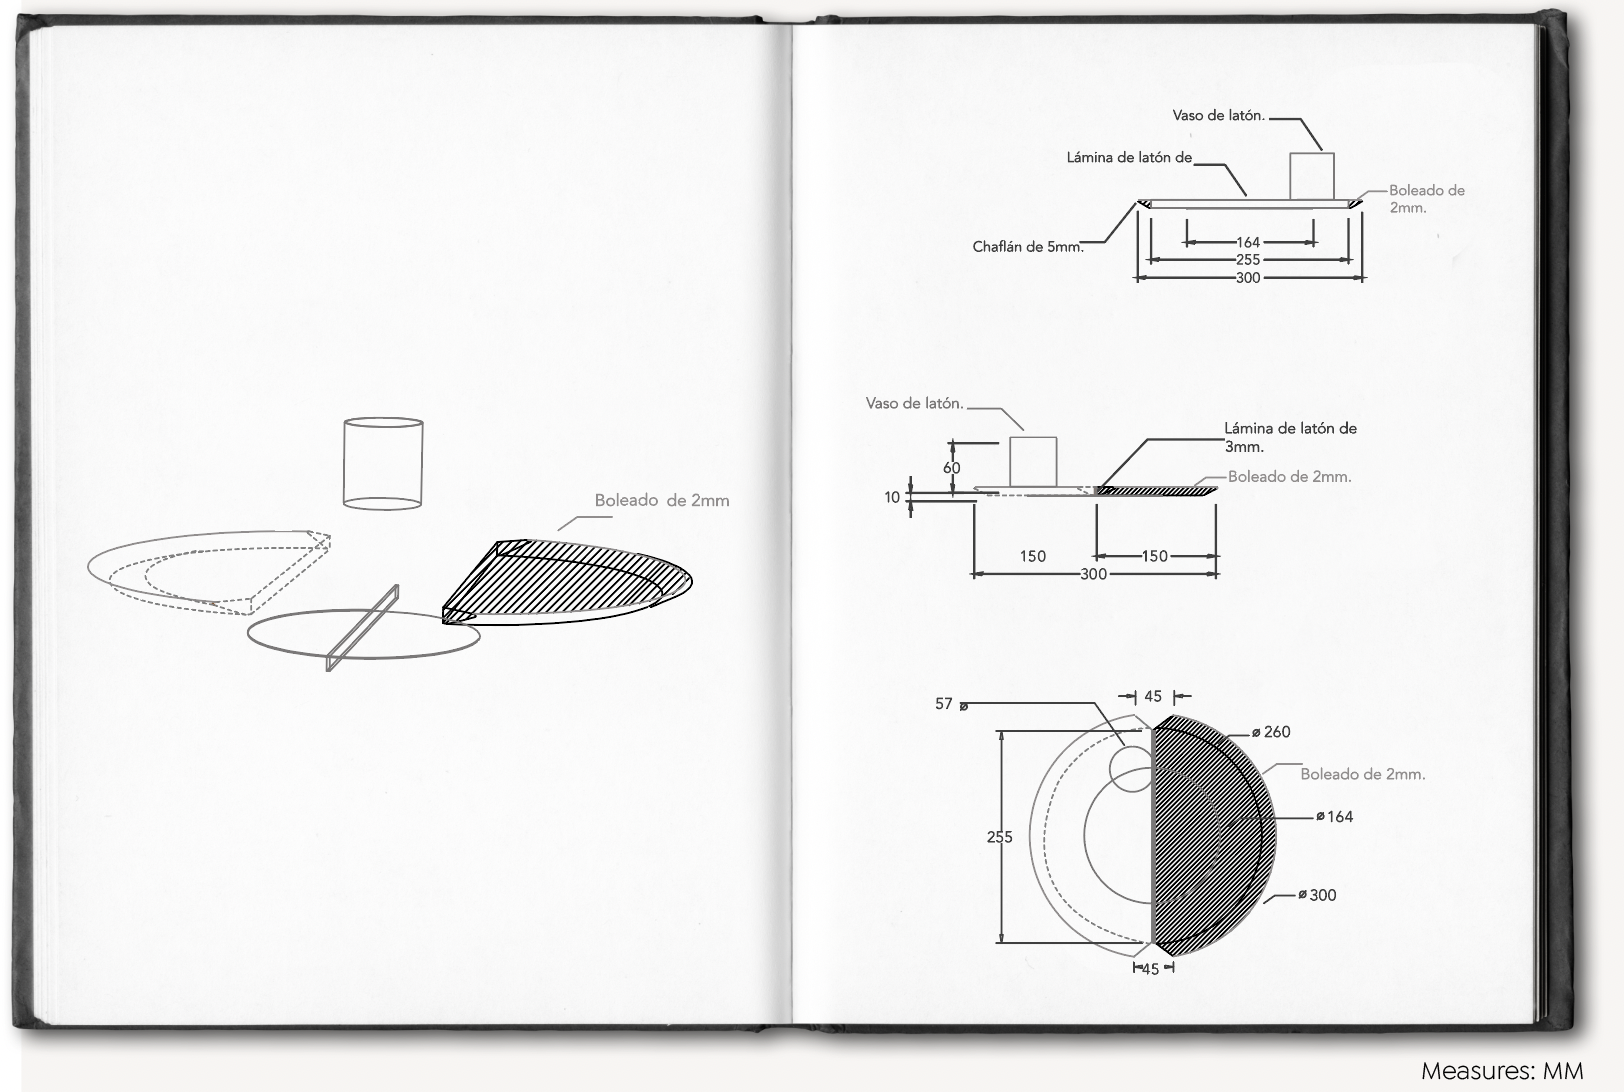 Boleado de 2mm
Vaso de latón.
Lámina de latón de
Boleado de
2mm.
Chaflán de 5mm.
164
255
300
Vaso de latón.
Lámina de latón de
3mm.
60
Boleado de 2mm.
10
150
150
300
45
57 ⌀
⌀ 260
Boleado de 2mm.
⌀ 164
255
⌀ 300
45
Measures: MM